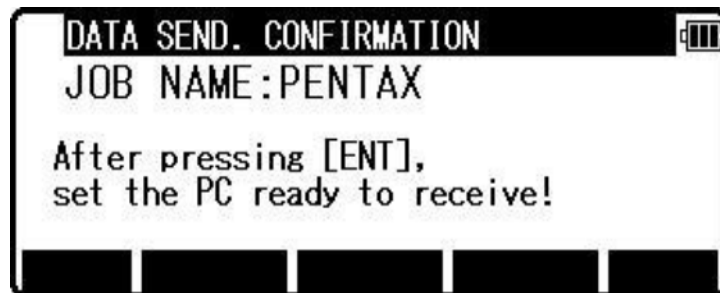 DATA SEND. CONFIRMATION
JOB NAME:PENTAX
After pressing [ENT],
set the PC ready to receive!